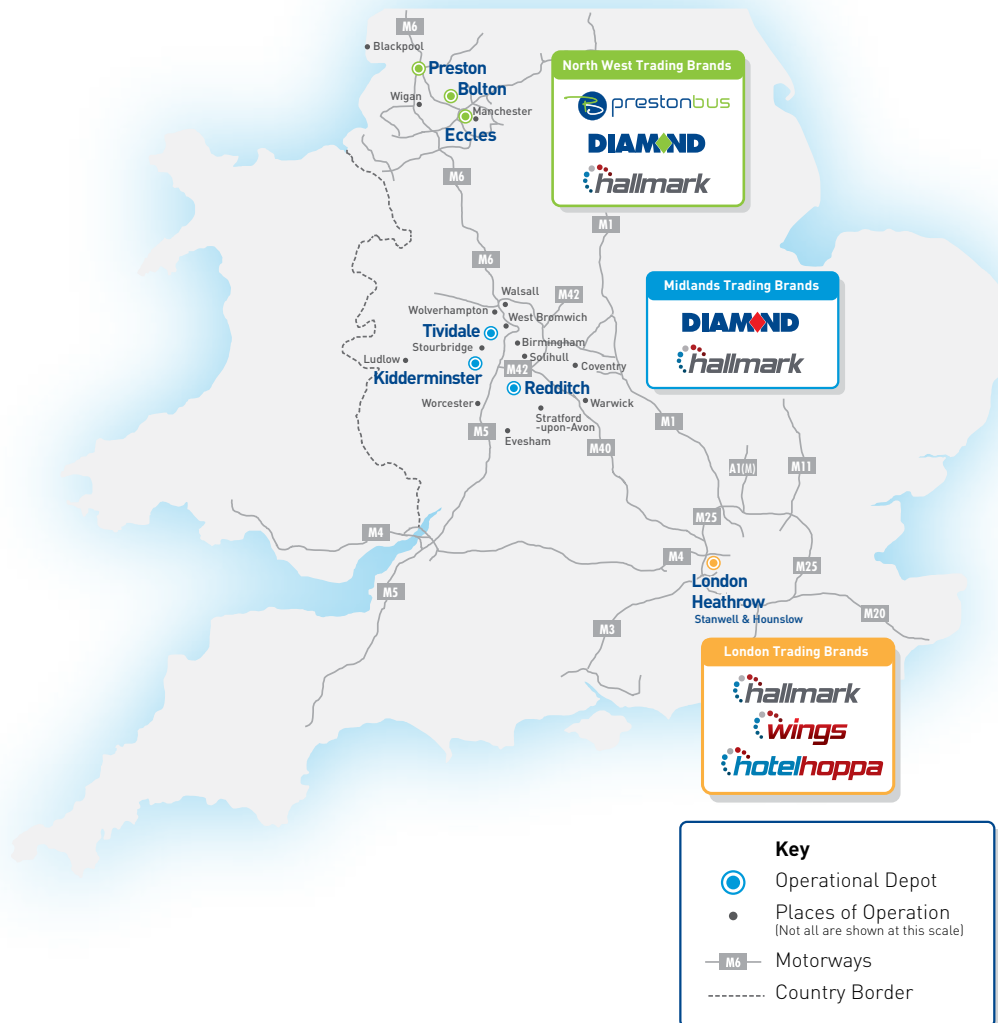 M6
Blackpool
Preston
Bolton
Wigan
Manchester
Eccles
North West Trading Brands
prestonbus
DIAMOND
hallmark
M6
M1
M6
Walsall
M42
Wolverhampton
West Bromwich
Tividale
Birmingham
Stourbridge
Solihull
Ludlow
M42
Coventry
Kidderminster
Redditch
Worcester
Warwick
Stratford
-upon-Avon
M5
Evesham
Midlands Trading Brands
DIAMOND
hallmark
M1
M40
A1(M)
M11
M25
M4
M4
M25
M5
London
Heathrow
Stanwell & Hounslow
M20
M3
London Trading Brands
hallmark
wings
hotelhoppa
Key
Operational Depot
Places of Operation
(Not all are shown at this scale)
M6 Motorways
Country Border